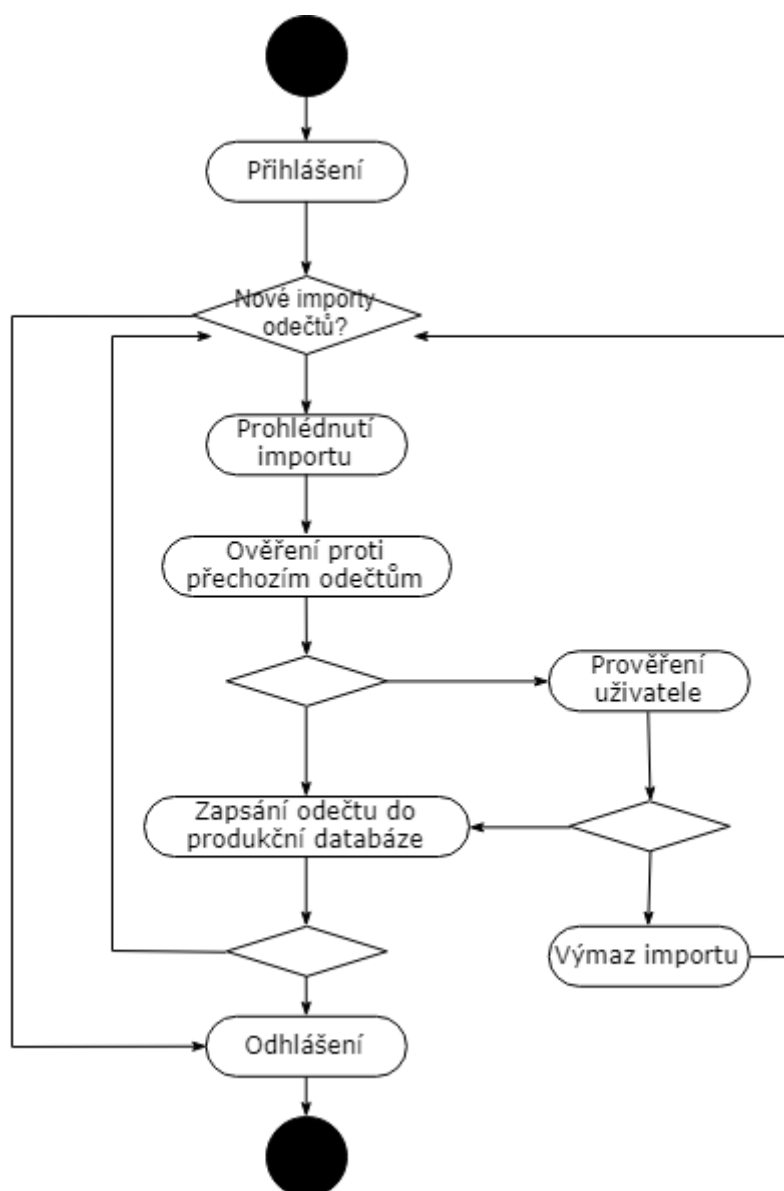 Přihlášení
Nové importy
odečtů?
Prohlédnutí
importu
Ověření proti
přechozím odečtům
Prověření
uživatele
Zapsání odečtu do
produkční databáze
Výmaz importu
Odhlášení